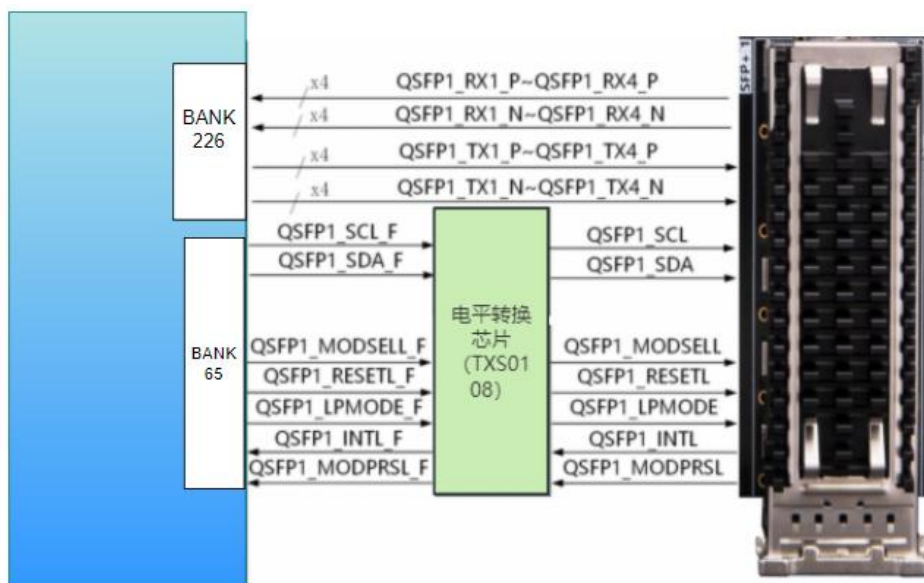 SFP+ 1
x4
QSFP1_RX1_P~QSFP1_RX4_P
x4
QSFP1_RX1_N~QSFP1_RX4_N
BANK
226
x4
QSFP1_TX1_P~QSFP1_TX4_P
x4
QSFP1_TX1_N~QSFP1_TX4_N
QSFP1_SCL_F
QSFP1_SCL
QSFP1_SDA_F
QSFP1_SDA
电平转换
芯片
（TXS01
08）
BANK
65
QSFP1_MODSELL_F
QSFP1_MODSELL
QSFP1_RESETL_F
QSFP1_RESETL
QSFP1_LPMODE_F
QSFP1_LPMODE
QSFP1_INTL_F
QSFP1_INTL
QSFP1_MODPRSL_F
QSFP1_MODPRSL